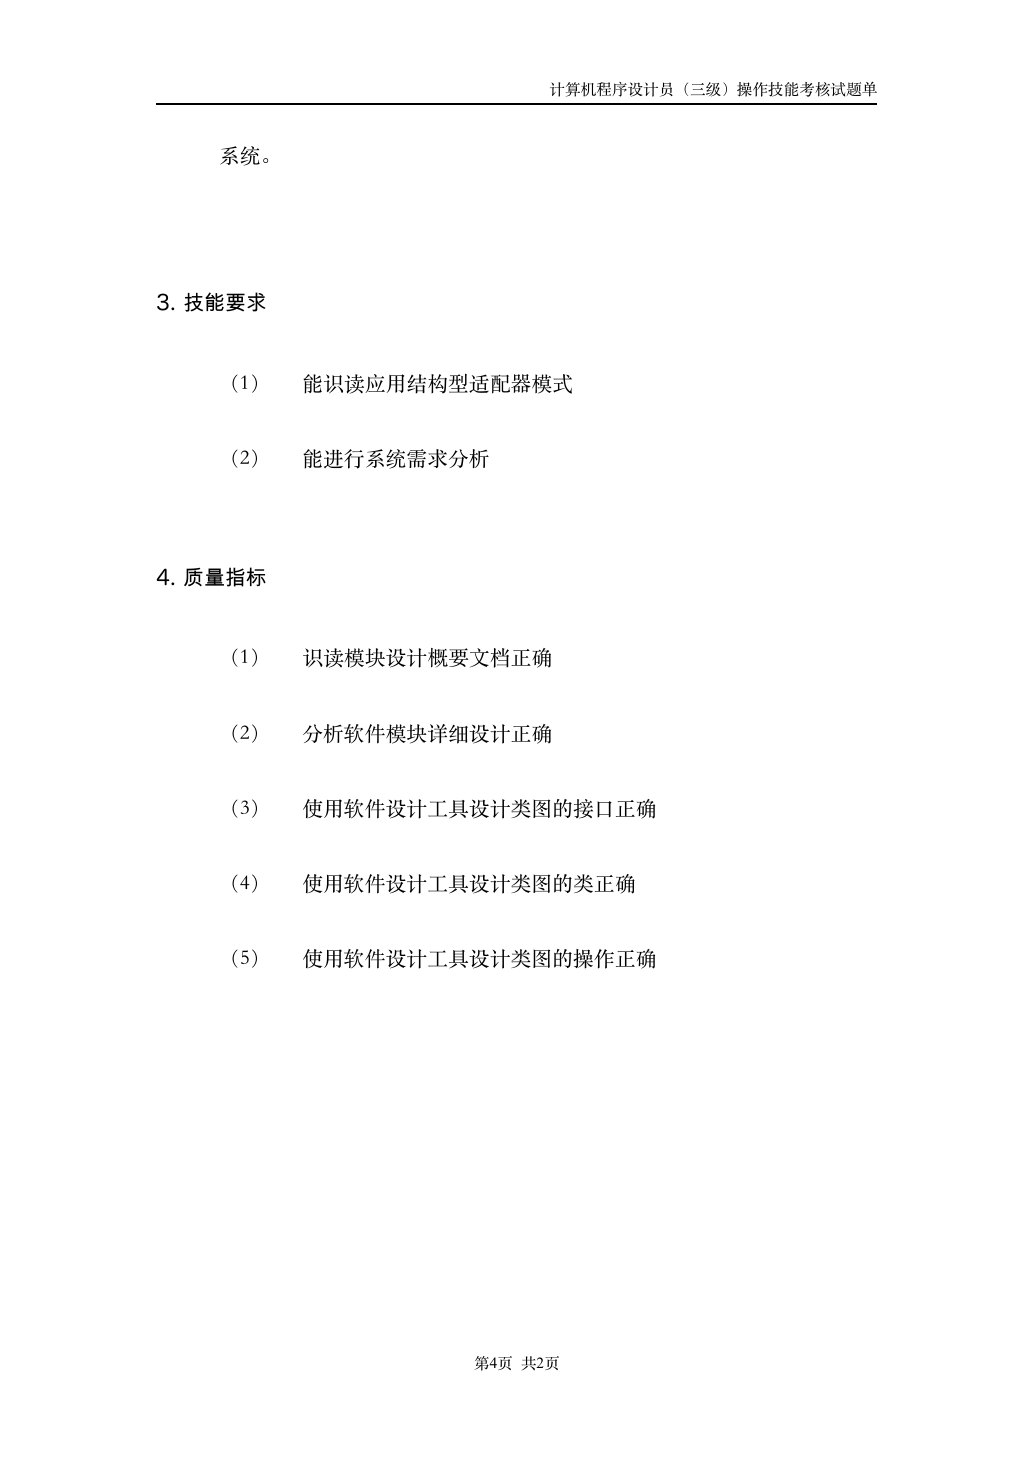 计算机程序设计员（三级）操作技能考核试题单
系统。
3. 技能要求
（1） 能识读应用结构型适配器模式
（2） 能进行系统需求分析
4. 质量指标
（1） 识读模块设计概要文档正确
（2） 分析软件模块详细设计正确
（3） 使用软件设计工具设计类图的接口正确
（4） 使用软件设计工具设计类图的类正确
（5） 使用软件设计工具设计类图的操作正确
第4页 共2页